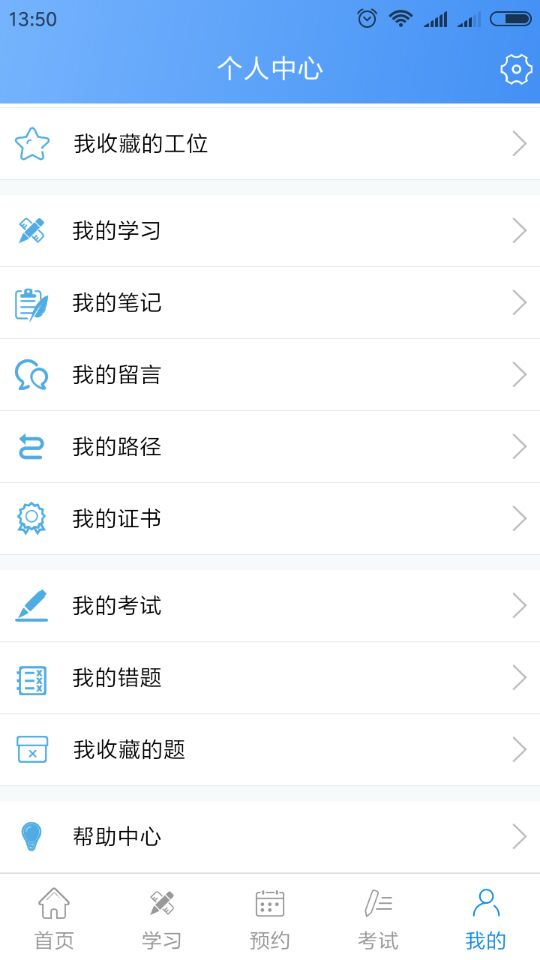 13:50
个人中心
我收藏的工位
我的学习
我的笔记
我的留言
我的路径
我的证书
我的考试
我的错题
我收藏的题
帮助中心
首页 学习 预约 考试 我的